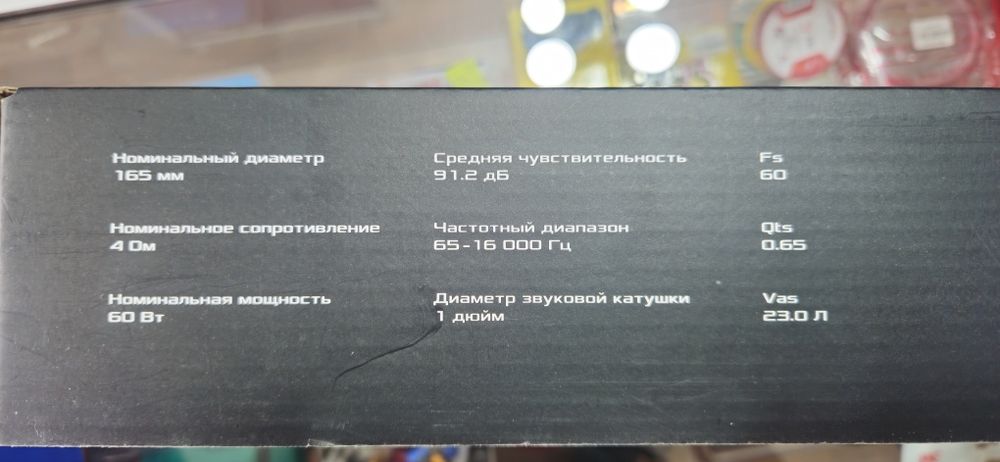 Номинальный диаметр
165 мм
Номинальное сопротивление
4 Ом
Номинальная мощность
60 Вт
Средняя чувствительность
91.2 дБ
Частотный диапазон
65-16 000 Гц
Диаметр звуковой катушки
1 дюйм
Fs
60
Qts
0.65
Vas
23.0 Л